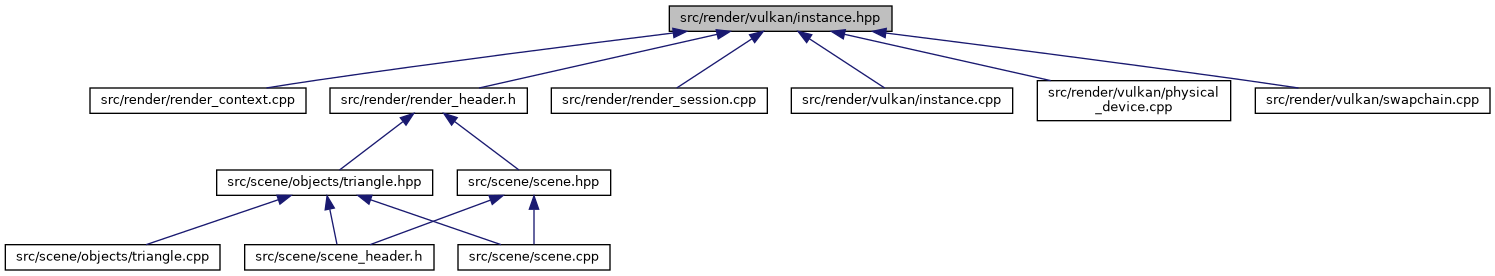 src/render/vulkan/instance.hpp
src/render/render_context.cpp
src/render/render_header.h
src/render/render_session.cpp
src/render/vulkan/instance.cpp
src/render/vulkan/physical
_device.cpp
src/render/vulkan/swapchain.cpp
src/scene/objects/triangle.hpp
src/scene/scene.hpp
src/scene/objects/triangle.cpp
src/scene/scene_header.h
src/scene/scene.cpp